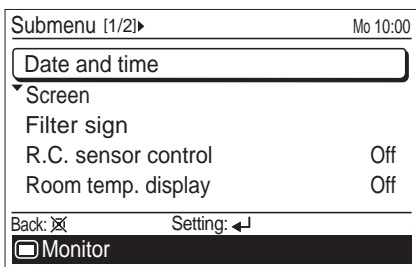 Submenu [1/2]▶ Mo 10:00
Date and time
Screen
Filter sign
R.C. sensor control Off
Room temp. display Off
Back: Setting:
Monitor